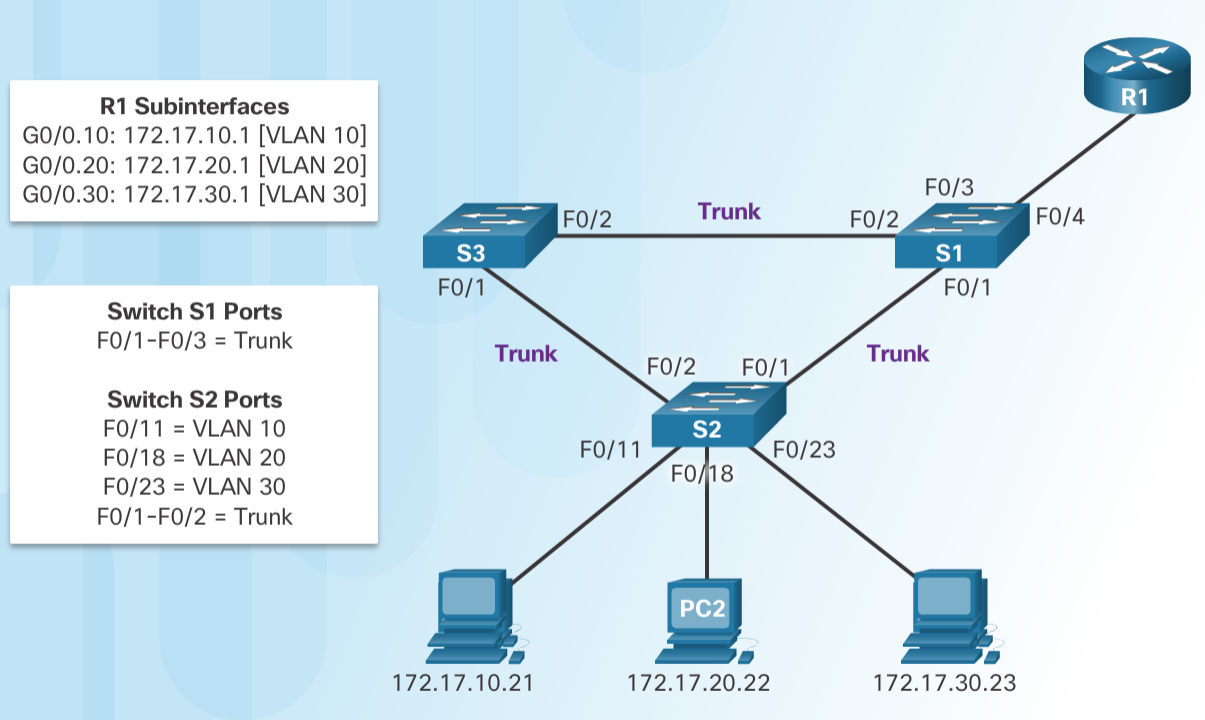 R1 Subinterfaces
G0/0.10: 172.17.10.1 [VLAN 10]
G0/0.20: 172.17.20.1 [VLAN 20]
G0/0.30: 172.17.30.1 [VLAN 30]
Switch S1 Ports
F0/1-F0/3 = Trunk
Switch S2 Ports
F0/11 = VLAN 10
F0/18 = VLAN 20
F0/23 = VLAN 30
F0/1-F0/2 = Trunk
R1
F0/3
F0/2
Trunk
F0/2
F0/4
S3
S1
F0/1
F0/1
Trunk
Trunk
F0/2
F0/1
S2
F0/11
F0/23
F0/18
PC2
172.17.10.21
172.17.20.22
172.17.30.23